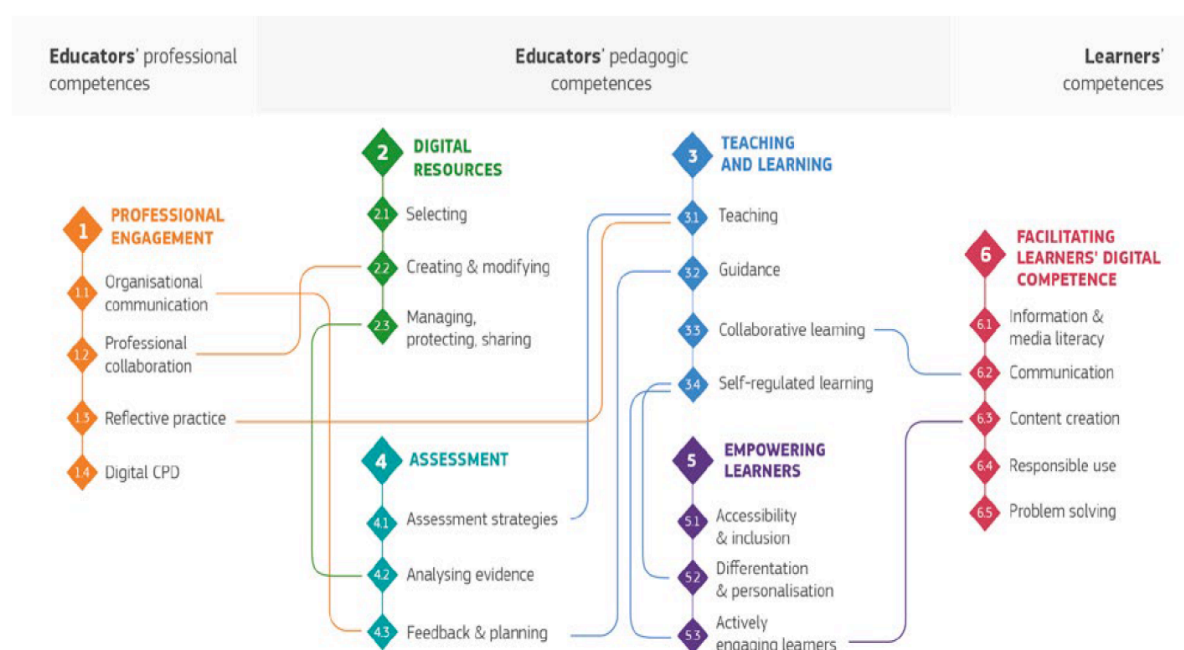 Educators' professional
competences
Educators' pedagogic
competences
Learners'
competences
1
PROFESSIONAL
ENGAGEMENT
1.1
Organisational
communication
1.2
Professional
collaboration
1.3
Reflective practice
1.4
Digital CPD
2
DIGITAL
RESOURCES
2.1
Selecting
2.2
Creating & modifying
2.3
Managing,
protecting, sharing
3
TEACHING
AND LEARNING
3.1
Teaching
3.2
Guidance
3.3
Collaborative learning
3.4
Self-regulated learning
4
ASSESSMENT
4.1
Assessment strategies
4.2
Analysing evidence
4.3
Feedback & planning
5
EMPOWERING
LEARNERS
5.1
Accessibility
& inclusion
5.2
Differentation
& personalisation
5.3
Actively
engaging learners
6
FACILITATING
LEARNERS' DIGITAL
COMPETENCE
6.1
Information &
media literacy
6.2
Communication
6.3
Content creation
6.4
Responsible use
6.5
Problem solving